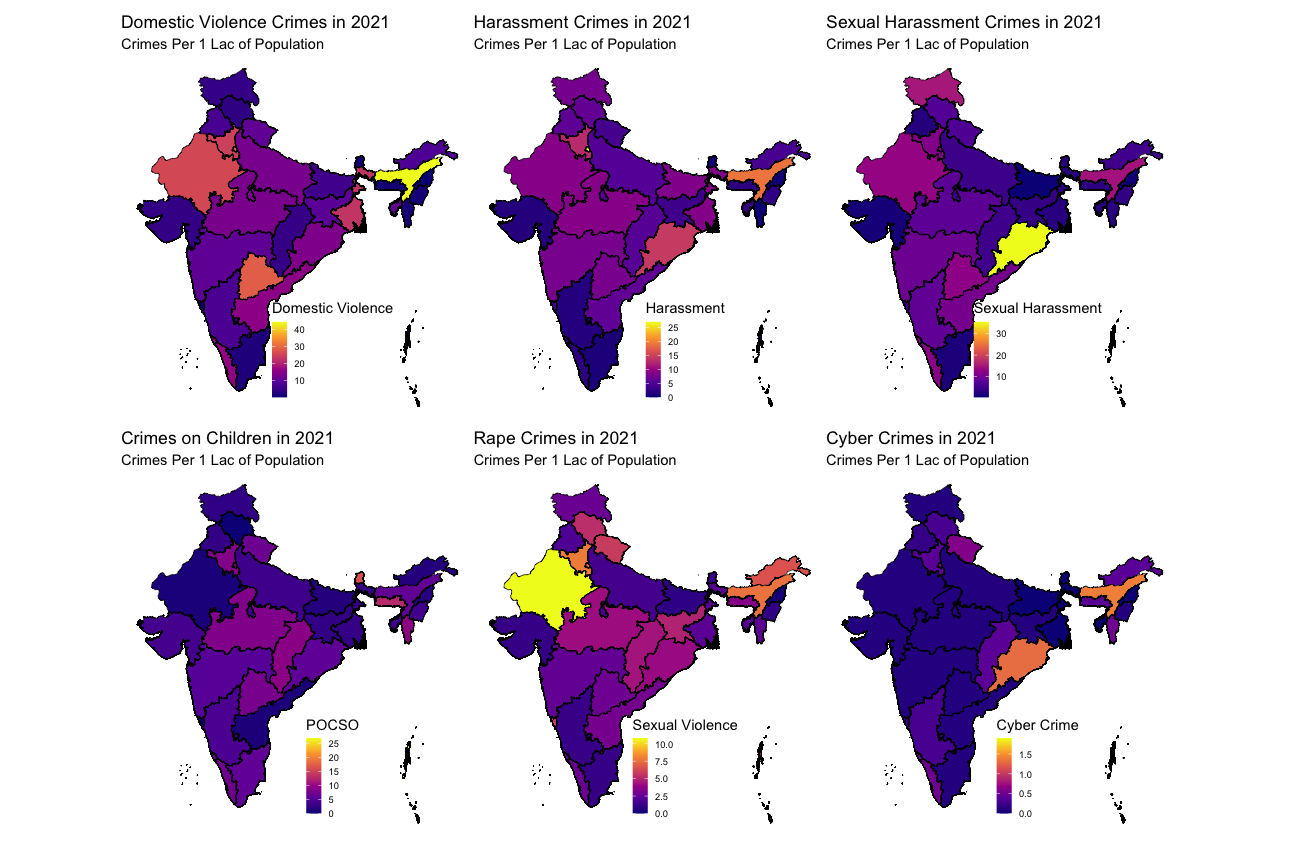 Domestic Violence Crimes in 2021
Crimes Per 1 Lac of Population
Domestic Violence
40
30
20
10
Harassment Crimes in 2021
Crimes Per 1 Lac of Population
Harassment
25
20
15
10
5
0
Sexual Harassment Crimes in 2021
Crimes Per 1 Lac of Population
Sexual Harassment
30
20
10
Crimes on Children in 2021
Crimes Per 1 Lac of Population
POCSO
25
20
15
10
5
0
Rape Crimes in 2021
Crimes Per 1 Lac of Population
Sexual Violence
10.0
7.5
5.0
2.5
0.0
Cyber Crimes in 2021
Crimes Per 1 Lac of Population
Cyber Crime
1.5
1.0
0.5
0.0